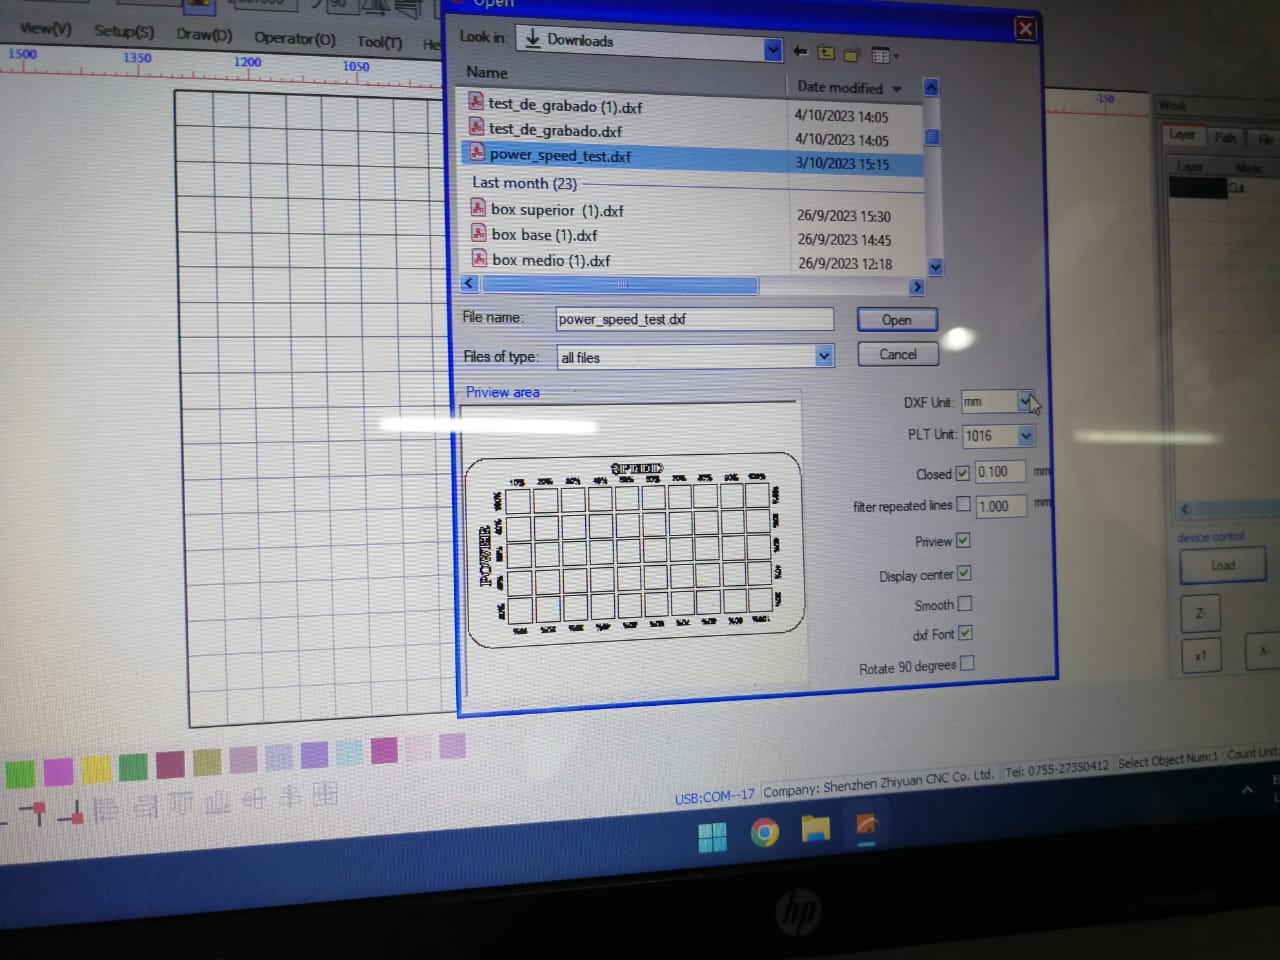 Open
View(V) Setup(S) Draw(D) Operator(O) Tool(T) He
1500 1350 1200 1050
-150
Look in: Downloads
Name Date modified
test_de_grabado (1).dxf 4/10/2023 14:05
test_de_grabado.dxf 4/10/2023 14:05
power_speed_test.dxf 3/10/2023 15:15
Last month (23)
box superior (1).dxf 26/9/2023 15:30
box base (1).dxf 26/9/2023 14:45
box medio (1).dxf 26/9/2023 12:18
File name: power_speed_test.dxf Open
Files of type: all files Cancel
Priview area
DXF Unit: mm
PLT Unit: 1016
Closed 0.100 mm
filter repeated lines 1.000 mm
Priview
Display center
Smooth
dxf Font
Rotate 90 degrees
POWER
Work
Layer Path File
Layer Mode
Cut
device control
Load
Z-
x1 X-
USB:COM--17 Company: Shenzhen Zhiyuan CNC Co. Ltd. Tel: 0755-27350412 Select Object Num:1 Count Unit:
hp